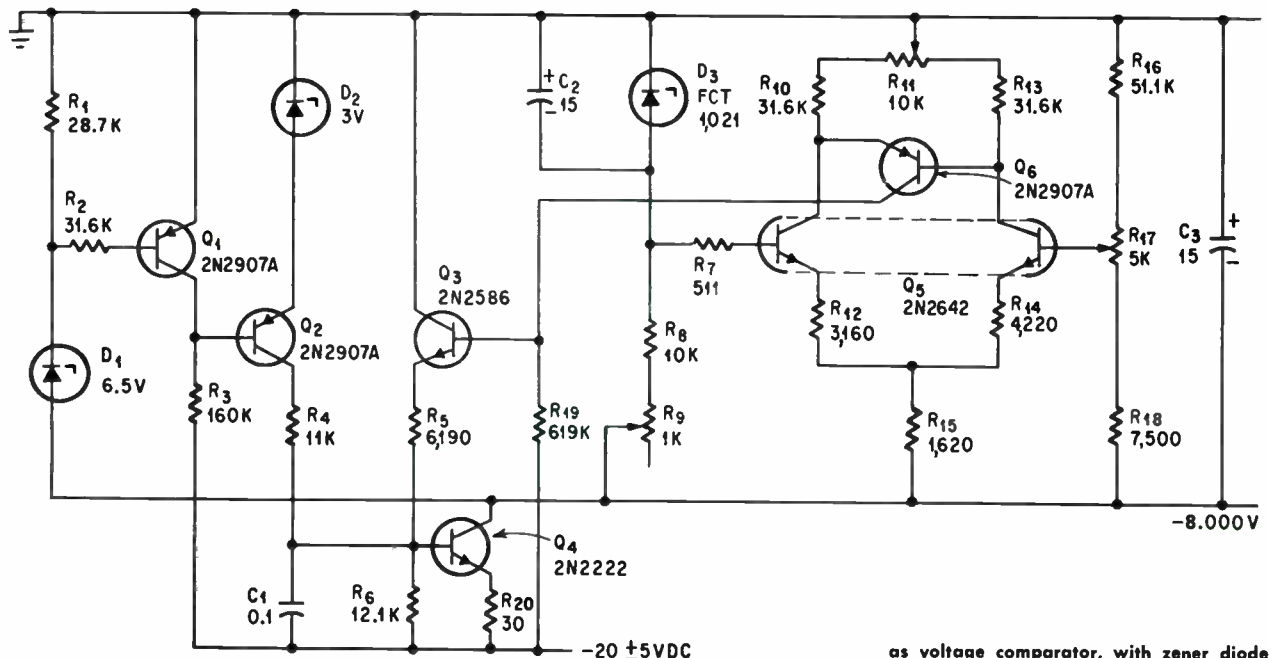 R1
28.7K
R2
31.6K
Q1
2N2907A
D1
6.5V
R3
160K
D2
3V
Q2
2N2907A
R4
11K
C1
0.1
Q3
2N2586
R5
6,190
R6
12.1K
Q4
2N2222
R20
30
R19
619K
-20 ±5VDC
+
C2
15
-
D3
FCT
1,021
R7
511
R8
10K
R9
1K
R10
31.6K
R11
10K
R13
31.6K
Q6
2N2907A
Q5
2N2642
R12
3,160
R14
4,220
R15
1,620
R16
51.1K
R17
5K
R18
7,500
C3
15
+
-
-8.000V
as voltage comparator, with zener diode